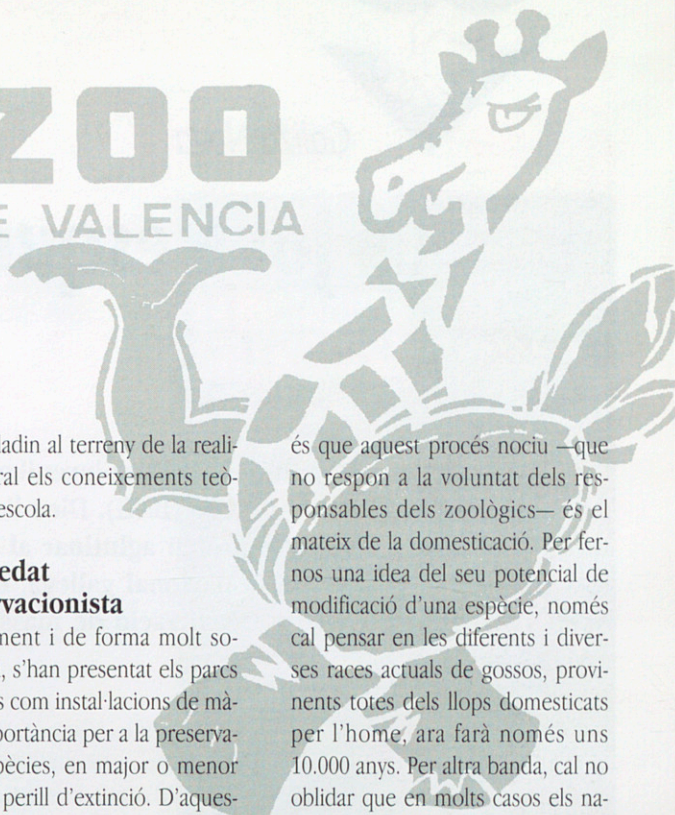 ZOO
E VALENCIA
ladin al terreny de la reali-
ral els coneixements teò-
escola.
edat
rvacionista
ment i de forma molt so-
, s'han presentat els parcs
s com instal·lacions de mà-
portància per a la preserva-
pècies, en major o menor
perill d'extinció. D'aques-
és que aquest procés nociu —que
no respon a la voluntat dels res-
ponsables dels zoològics— és el
mateix de la domesticació. Per fer-
nos una idea del seu potencial de
modificació d'una espècie, només
cal pensar en les diferents i diver-
ses races actuals de gossos, provi-
nents totes dels llops domesticats
per l'home, ara farà només uns
10.000 anys. Per altra banda, cal no
oblidar que en molts casos els na-